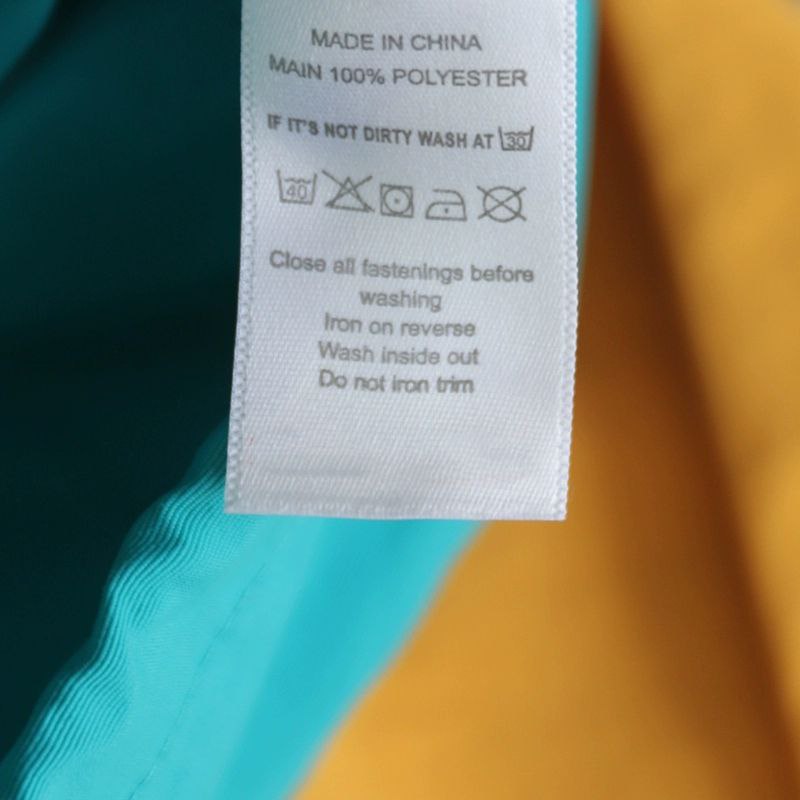 MADE IN CHINA
MAIN 100% POLYESTER
IF IT'S NOT DIRTY WASH AT 30
40
Close all fastenings before
washing
Iron on reverse
Wash inside out
Do not iron trim